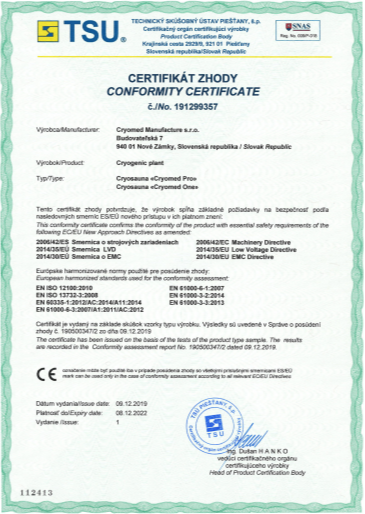 TSU®
TECHNICKÝ SKÚŠOBNÝ ÚSTAV PIEŠŤANY, š.p.
Certifikačný orgán certifikujúci výrobky
Product Certification Body
Krajinská cesta 2929/9, 921 01 Piešťany
Slovenská republika/Slovak Republic
SNAS
CERTIFIKÁT ZHODY
CONFORMITY CERTIFICATE
č./No. 191299357
Výrobca/Manufacturer: Cryomed Manufacture s.r.o.
Budovateľská 7
940 01 Nové Zámky, Slovenská republika / Slovak Republic
Výrobok/Product: Cryogenic plant
Typ/Type: Cryosauna «Cryomed Pro»
Cryosauna «Cryomed One»
Tento certifikát zhody potvrdzuje, že výrobok spĺňa základné požiadavky na bezpečnosť podľa
nasledovných smerníc ES/EÚ nového prístupu v ich platnom znení:
This conformity certificate confirms the conformity of the product with essential safety requirements of the
following EC/EU New Approach Directives as amended:
2006/42/ES Smernica o strojových zariadeniach 2006/42/EC Machinery Directive
2014/35/EÚ Smernica LVD 2014/35/EU Low Voltage Directive
2014/30/EÚ Smernica o EMC 2014/30/EU EMC Directive
Európske harmonizované normy použité pre posúdenie zhody:
European harmonized standards used for the conformity assessment:
EN ISO 12100:2010 EN 61000-6-1:2007
EN ISO 13732-3:2008 EN 61000-3-2:2014
EN 60335-1:2012/AC:2014/A11:2014 EN 61000-3-3:2013
EN 61000-6-3:2007/A1:2011/AC:2012
Certifikát je vydaný na základe skúšok vzorky typu výrobku. Výsledky sú uvedené v Správe o posúdení
zhody č. 190500347/2 zo dňa 09.12.2019
The certificate has been issued on the basis of the tests of the product type sample. The results
are recorded in the Conformity assessment report No. 190500347/2 dated 09.12.2019.
CE označenie môže byť použité iba v prípade posúdenia zhody so všetkými príslušnými smernicami ES/EÚ
mark can be used only in the case of conformity assessment according to all relevant EC/EU Directives
Dátum vydania/Issue date: 09.12.2019
Platnosť do/Expiry date: 08.12.2022
Vydanie /Issue: 1
TSÚ PIEŠŤANY, š.p.
TSU
Ing. Dušan HANKO
vedúci certifikačného orgánu
certifikujúceho výrobky
Head of Product Certification Body
112413